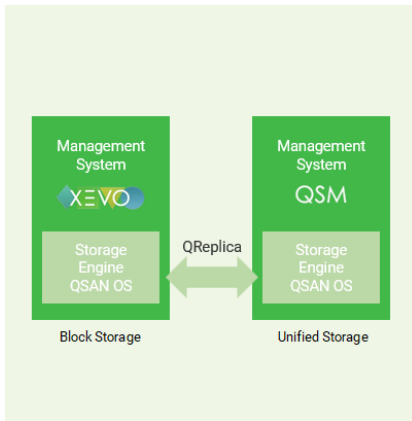 Management
System
XEVO
Storage
Engine
QSAN OS
Block Storage
QReplica
Management
System
QSM
Storage
Engine
QSAN OS
Unified Storage